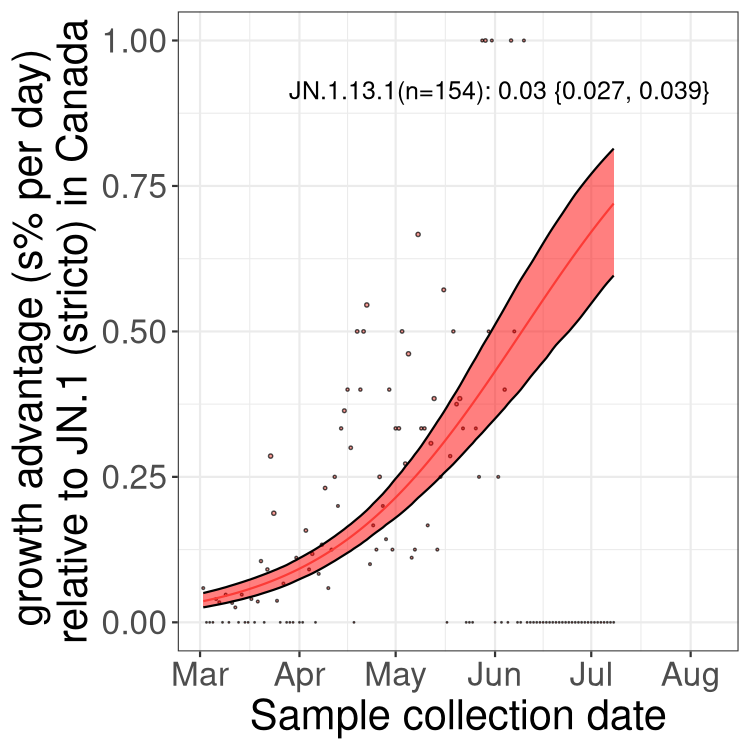 growth advantage (s% per day)
relative to JN.1 (stricto) in Canada
1.00
JN.1.13.1(n=154): 0.03 {0.027, 0.039}
0.75
0.50
0.25
0.00
Mar Apr May Jun Jul Aug
Sample collection date